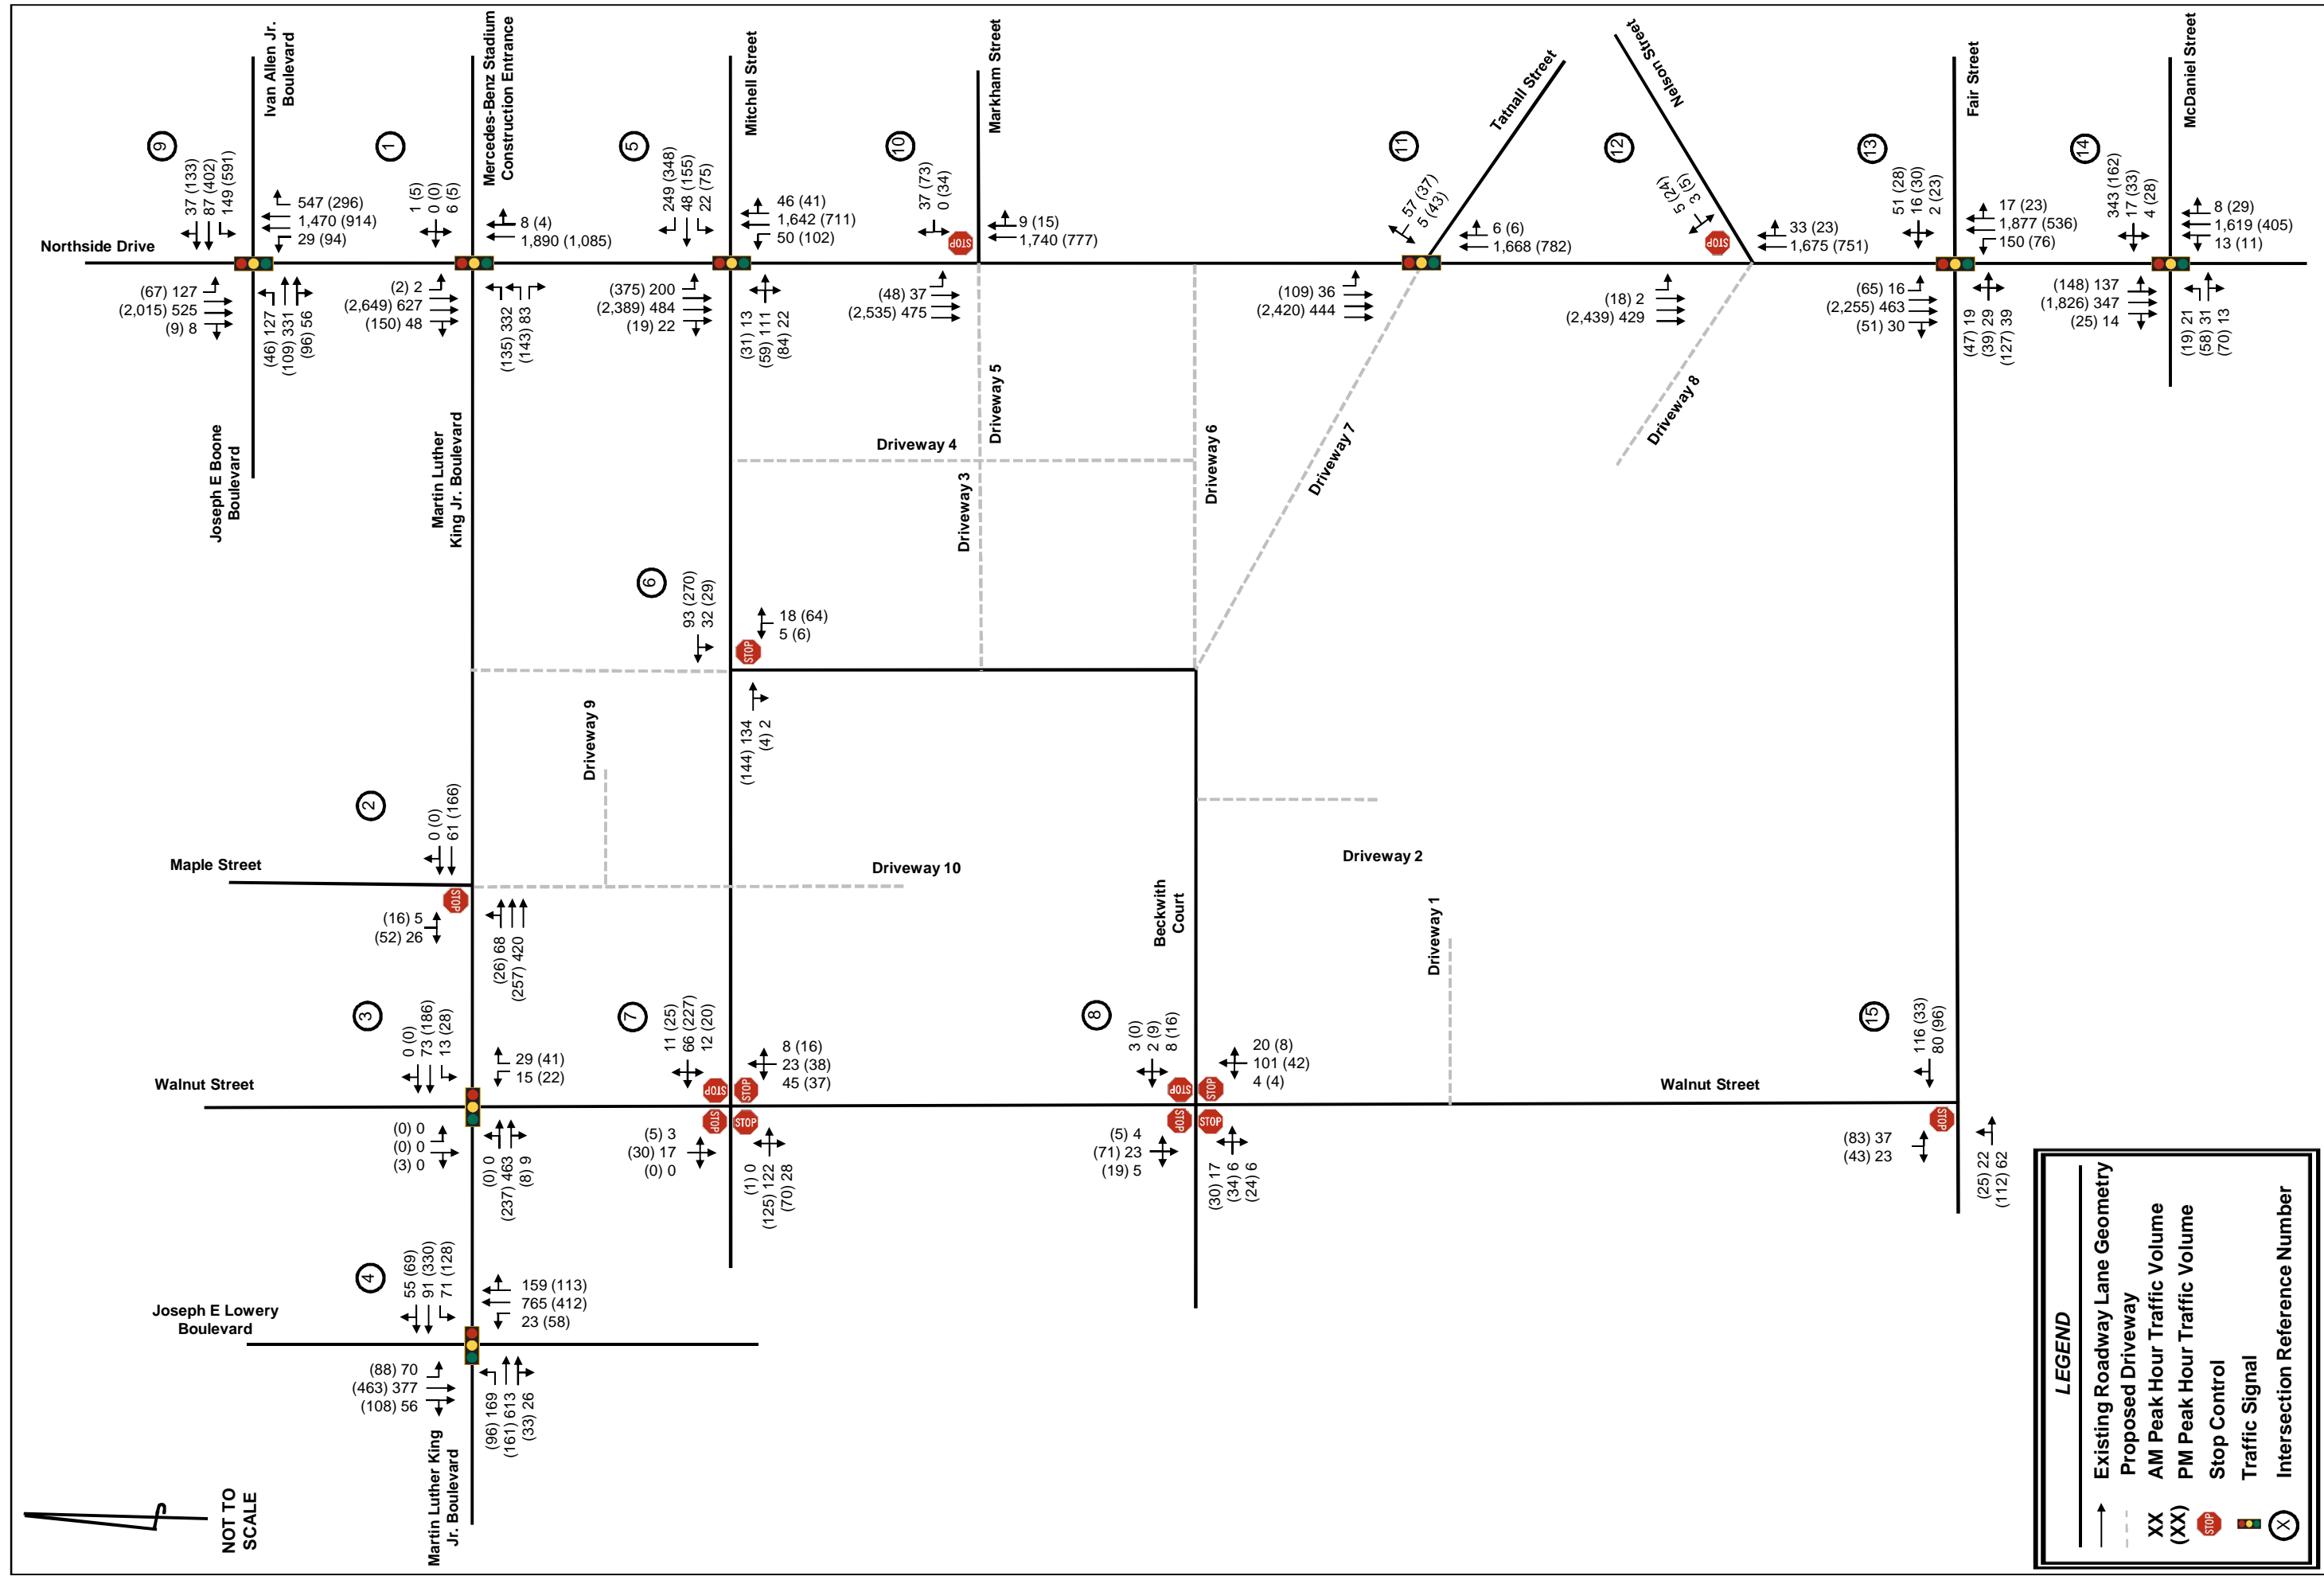 Ivan Allen Jr.
Boulevard
9
37 (133)
87 (402)
149 (591)
547 (296)
1,470 (914)
29 (94)
Northside Drive
(67) 127
(2,015) 525
(9) 8
(46) 127
(109) 331
(96) 56
Joseph E Boone
Boulevard
Mercedes-Benz Stadium
Construction Entrance
1
1 (5)
0 (0)
6 (5)
8 (4)
1,890 (1,085)
(2) 2
(2,649) 627
(150) 48
(135) 332
(143) 83
Martin Luther
King Jr. Boulevard
Mitchell Street
5
249 (348)
48 (155)
22 (75)
46 (41)
1,642 (711)
50 (102)
(375) 200
(2,389) 484
(19) 22
(31) 13
(59) 111
(84) 22
Markham Street
10
37 (73)
0 (34)
STOP
9 (15)
1,740 (777)
(48) 37
(2,535) 475
Driveway 5
Driveway 4
Driveway 3
Driveway 6
Tatnall Street
11
57 (37)
5 (43)
6 (6)
1,668 (782)
(109) 36
(2,420) 444
Driveway 7
Nelson Street
12
5 (24)
3 (5)
STOP
33 (23)
1,675 (751)
(18) 2
(2,439) 429
Driveway 8
Fair Street
13
51 (28)
16 (30)
2 (23)
17 (23)
1,877 (536)
150 (76)
(65) 16
(2,255) 463
(51) 30
(47) 19
(39) 29
(127) 39
McDaniel Street
14
343 (162)
17 (33)
4 (28)
8 (29)
1,619 (405)
13 (11)
(148) 137
(1,826) 347
(25) 14
(19) 21
(58) 31
(70) 13
6
93 (270)
32 (29)
18 (64)
5 (6)
STOP
(144) 134
(4) 2
Driveway 9
2
0 (0)
61 (166)
Maple Street
STOP
(16) 5
(52) 26
(26) 68
(257) 420
Driveway 10
Driveway 2
Beckwith
Court
Driveway 1
3
0 (0)
73 (186)
13 (28)
29 (41)
15 (22)
Walnut Street
(0) 0
(0) 0
(3) 0
(0) 0
(237) 463
(8) 9
7
11 (25)
66 (227)
12 (20)
8 (16)
23 (38)
45 (37)
STOP
STOP
STOP
STOP
(5) 3
(30) 17
(0) 0
(1) 0
(125) 122
(70) 28
8
3 (0)
2 (9)
8 (16)
20 (8)
101 (42)
4 (4)
STOP
STOP
STOP
STOP
(5) 4
(71) 23
(19) 5
(30) 17
(34) 6
(24) 6
Walnut Street
15
116 (33)
80 (96)
STOP
(83) 37
(43) 23
(25) 22
(112) 62
4
55 (69)
91 (330)
71 (128)
159 (113)
765 (412)
23 (58)
Joseph E Lowery
Boulevard
(88) 70
(463) 377
(108) 56
(96) 169
(161) 613
(33) 26
Martin Luther King
Jr. Boulevard
NOT TO
SCALE
LEGEND
Existing Roadway Lane Geometry
Proposed Driveway
XX AM Peak Hour Traffic Volume
(XX) PM Peak Hour Traffic Volume
STOP Stop Control
Traffic Signal
X Intersection Reference Number